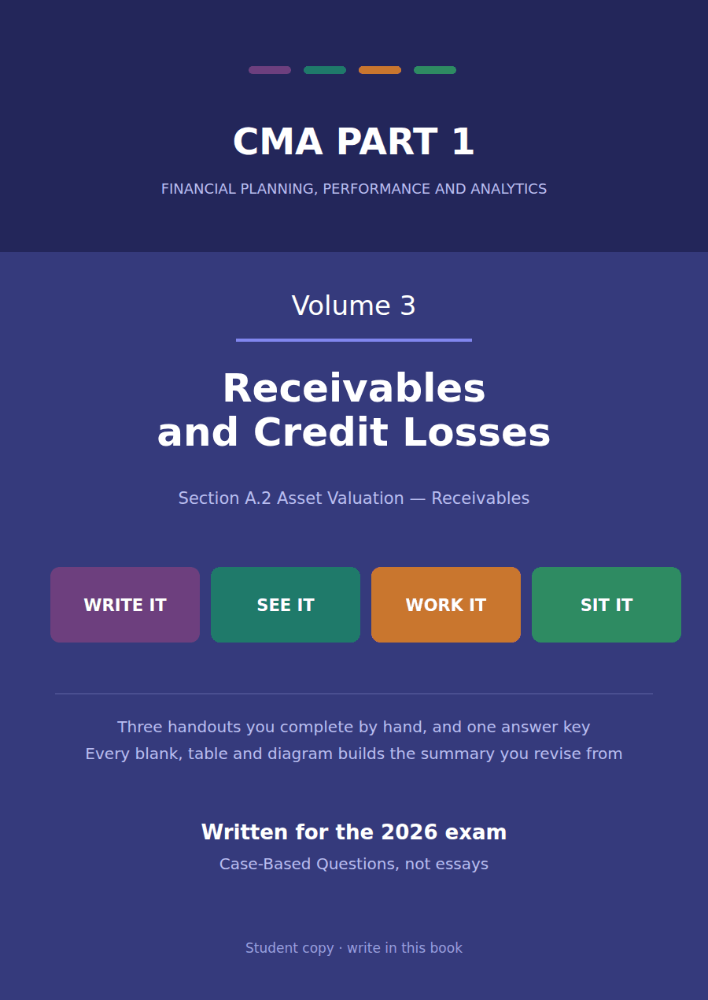 CMA PART 1
FINANCIAL PLANNING, PERFORMANCE AND ANALYTICS
Volume 3
Receivables
and Credit Losses
Section A.2 Asset Valuation — Receivables
WRITE IT
SEE IT
WORK IT
SIT IT
Three handouts you complete by hand, and one answer key
Every blank, table and diagram builds the summary you revise from
Written for the 2026 exam
Case-Based Questions, not essays
Student copy · write in this book